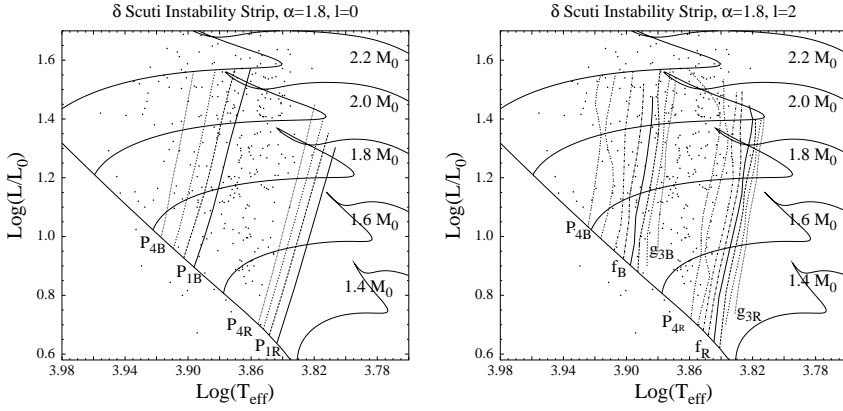 δ Scuti Instability Strip, α=1.8, l=0
1.6
1.4
1.2
1.0
0.8
0.6
Log(L/L0)
2.2 M0
2.0 M0
1.8 M0
1.6 M0
1.4 M0
P4B
P1B
P4R
P1R
3.98
3.94
3.90
3.86
3.82
3.78
Log(Teff)
δ Scuti Instability Strip, α=1.8, l=2
1.6
1.4
1.2
1.0
0.8
0.6
Log(L/L0)
2.2 M0
2.0 M0
1.8 M0
1.6 M0
1.4 M0
P4B
fB
g3B
P4R
fR
g3R
3.98
3.94
3.90
3.86
3.82
3.78
Log(Teff)